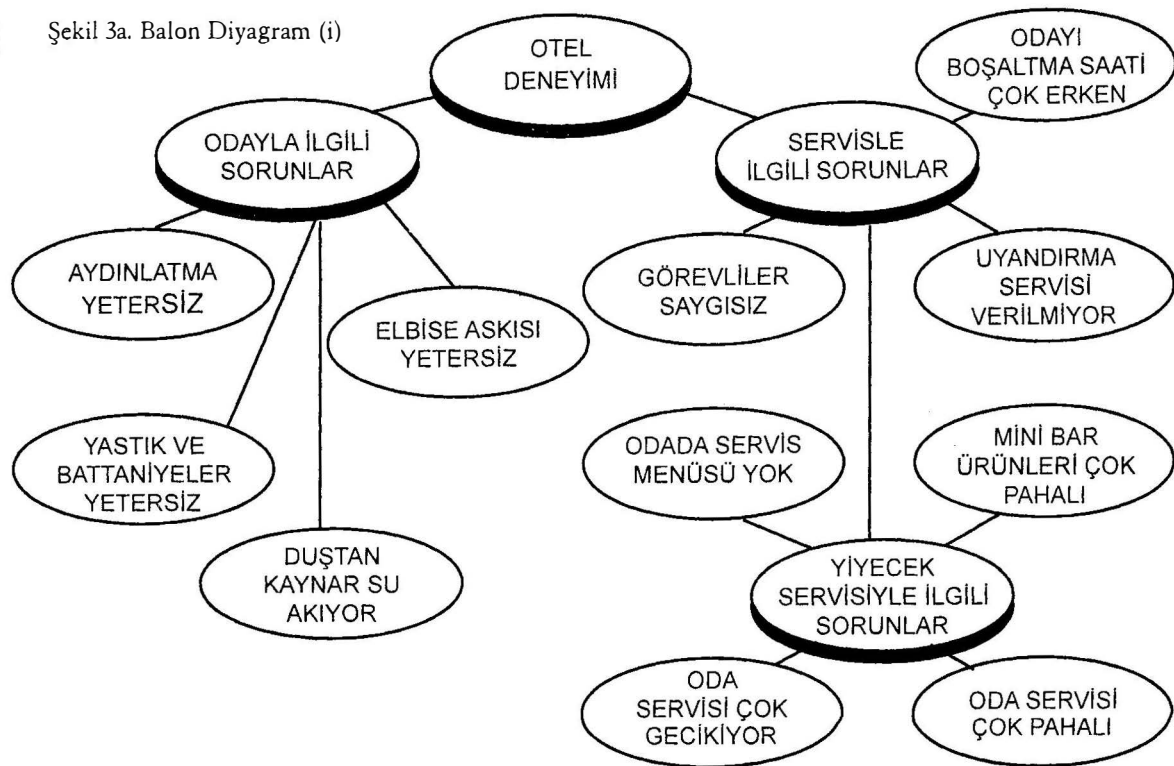 Şekil 3a. Balon Diyagram (i)
OTEL
DENEYİMİ
ODAYI
BOŞALTMA SAATİ
ÇOK ERKEN
ODAYLA İLGİLİ
SORUNLAR
SERVİSLE
İLGİLİ SORUNLAR
AYDINLATMA
YETERSİZ
ELBİSE ASKISI
YETERSİZ
GÖREVLİLER
SAYGISIZ
UYANDIRMA
SERVİSİ
VERİLMİYOR
YASTIK VE
BATTANİYELER
YETERSİZ
DUŞTAN
KAYNAR SU
AKIYOR
ODADA SERVİS
MENÜSÜ YOK
MİNİ BAR
ÜRÜNLERİ ÇOK
PAHALI
YİYECEK
SERVİSİYLE İLGİLİ
SORUNLAR
ODA
SERVİSİ ÇOK
GECİKİYOR
ODA SERVİSİ
ÇOK PAHALI